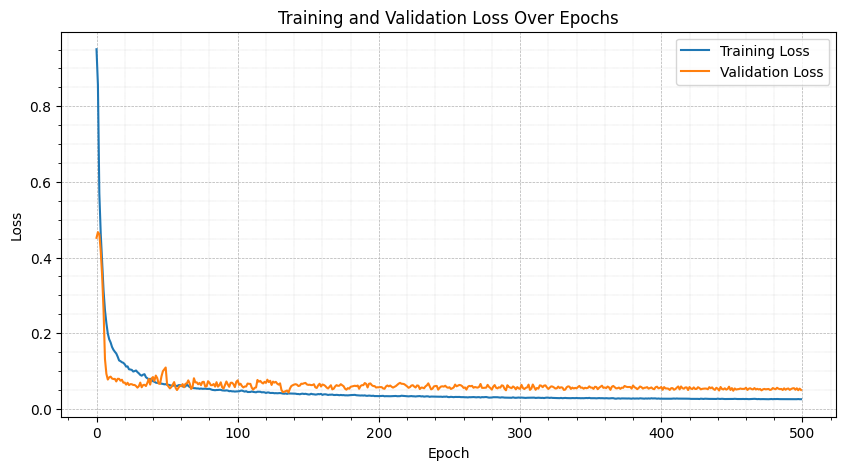 Training and Validation Loss Over Epochs
Training Loss
Validation Loss
Loss
0.8
0.6
0.4
0.2
0.0
0
100
200
300
400
500
Epoch